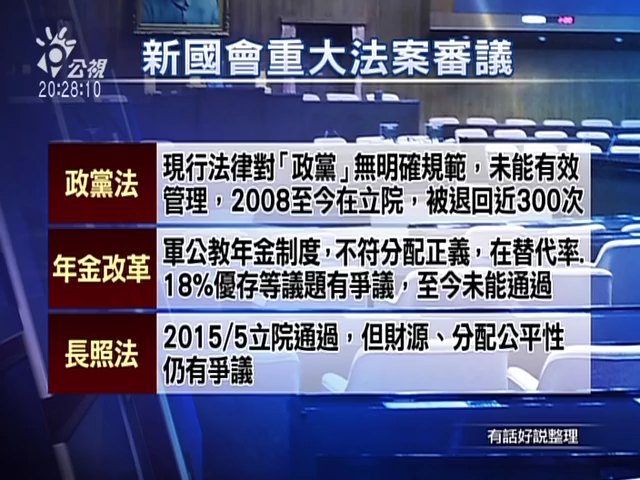 新國會重大法案審議
公視
20:28:10
政黨法
現行法律對「政黨」無明確規範，未能有效
管理，2008至今在立院，被退回近300次
年金改革
軍公教年金制度，不符分配正義，在替代率.
18%優存等議題有爭議，至今未能通過
長照法
2015/5立院通過，但財源、分配公平性
仍有爭議
有話好說整理